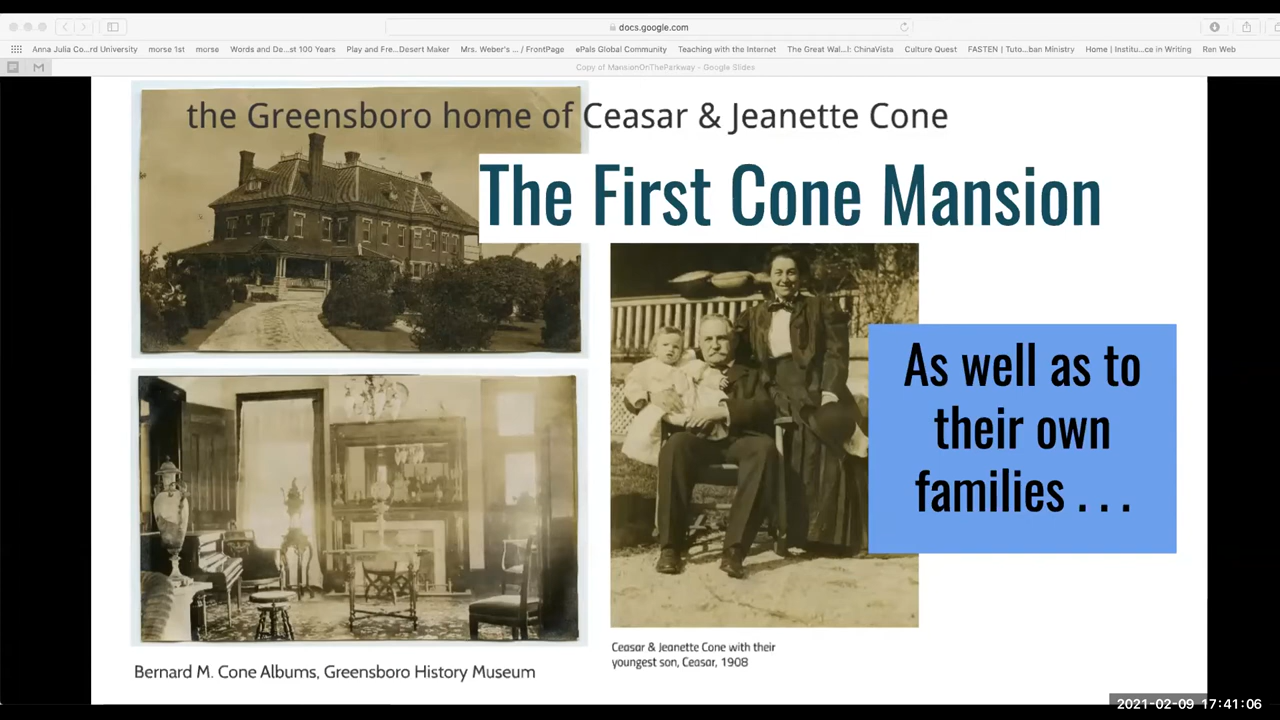 docs.google.com
Anna Julia Co...rd University morse 1st morse Words and De...st 100 Years Play and Fre...Desert Maker Mrs. Weber's ... / FrontPage ePals Global Community Teaching with the Internet The Great Wal...l: ChinaVista Culture Quest FASTEN | Tuto...ban Ministry Home | Institu...ce in Writing Ren Web
Copy of MansionOnTheParkway - Google Slides
the Greensboro home of Ceasar & Jeanette Cone
The First Cone Mansion
As well as to
their own
families . . .
Ceasar & Jeanette Cone with their
youngest son, Ceasar, 1908
Bernard M. Cone Albums, Greensboro History Museum
2021-02-09 17:41:06